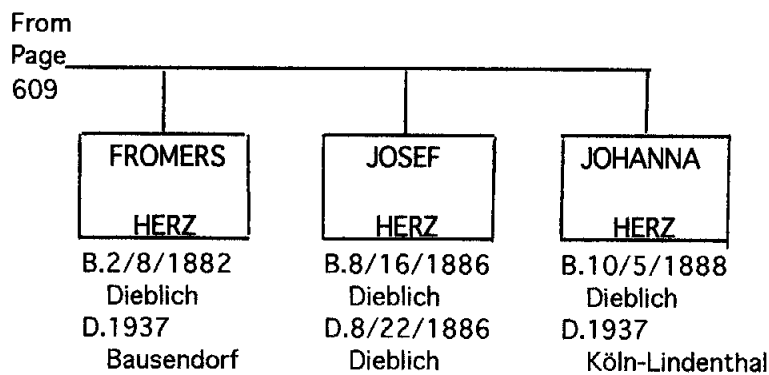 From
Page
609
FROMERS
HERZ
B.2/8/1882
Dieblich
D.1937
Bausendorf
JOSEF
HERZ
B.8/16/1886
Dieblich
D.8/22/1886
Dieblich
JOHANNA
HERZ
B.10/5/1888
Dieblich
D.1937
Köln-Lindenthal